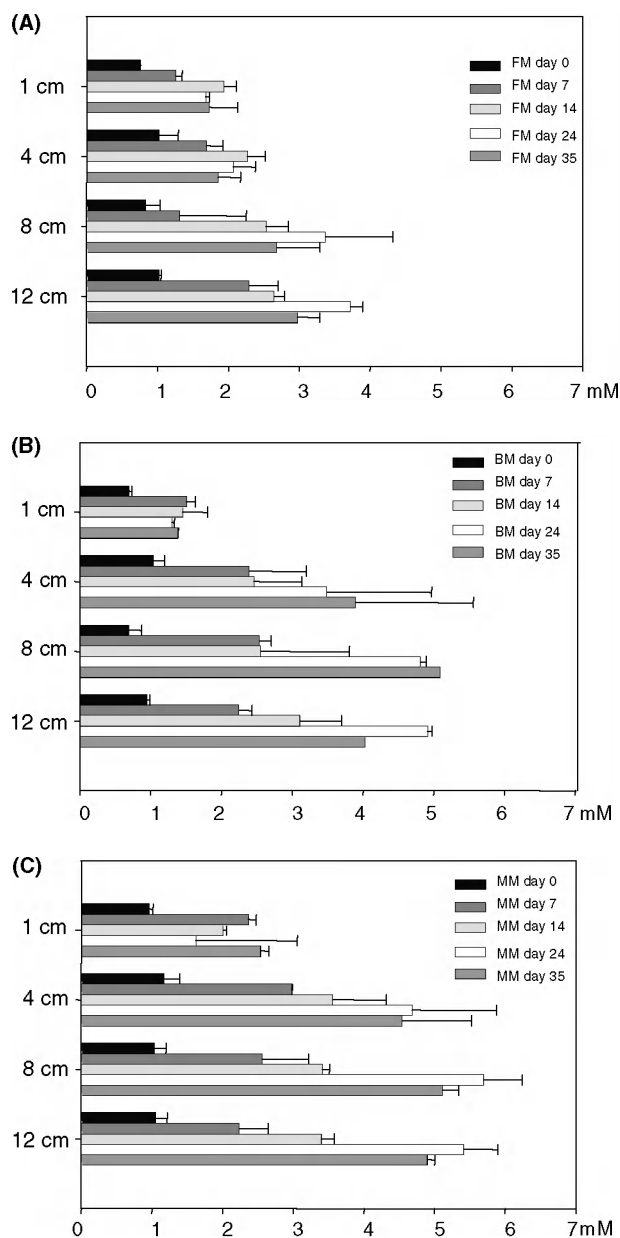 (A)
FM day 0
FM day 7
FM day 14
FM day 24
FM day 35
1 cm
4 cm
8 cm
12 cm
0 1 2 3 4 5 6 7 mM
(B)
BM day 0
BM day 7
BM day 14
BM day 24
BM day 35
1 cm
4 cm
8 cm
12 cm
0 1 2 3 4 5 6 7 mM
(C)
MM day 0
MM day 7
MM day 14
MM day 24
MM day 35
1 cm
4 cm
8 cm
12 cm
0 1 2 3 4 5 6 7 mM